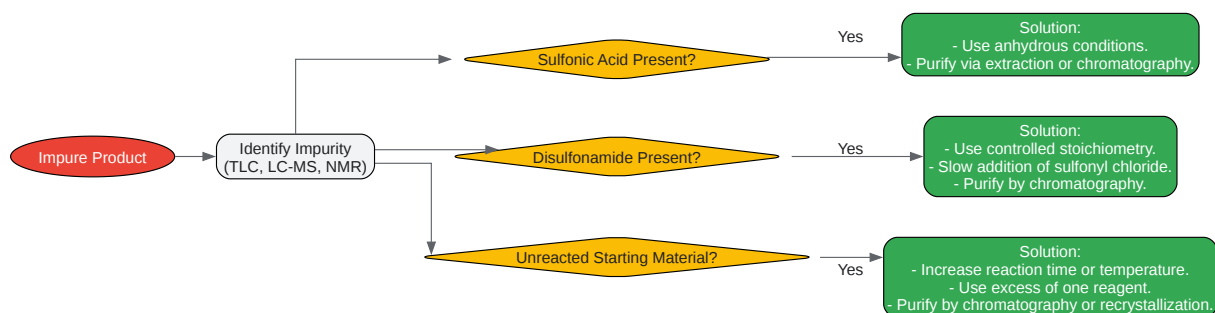 Impure Product
Identify Impurity
(TLC, LC-MS, NMR)
Sulfonic Acid Present?
Yes
Solution:
- Use anhydrous conditions.
- Purify via extraction or chromatography.
Disulfonamide Present?
Yes
Solution:
- Use controlled stoichiometry.
- Slow addition of sulfonyl chloride.
- Purify by chromatography.
Unreacted Starting Material?
Yes
Solution:
- Increase reaction time or temperature.
- Use excess of one reagent.
- Purify by chromatography or recrystallization.